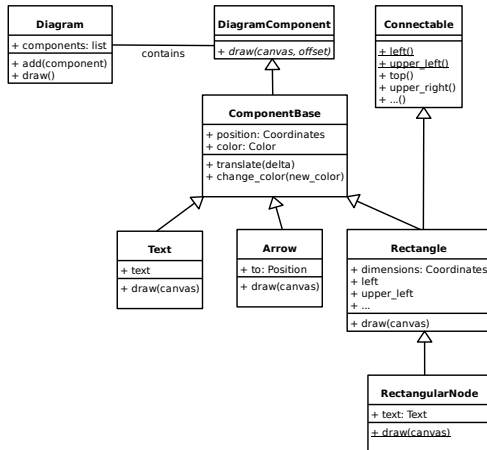 Diagram
+ components: list
+ add(component)
+ draw()
contains
DiagramComponent
+ draw(canvas, offset)
Connectable
+ left()
+ upper_left()
+ top()
+ upper_right()
+ ...()
ComponentBase
+ position: Coordinates
+ color: Color
+ translate(delta)
+ change_color(new_color)
Text
+ text
+ draw(canvas)
Arrow
+ to: Position
+ draw(canvas)
Rectangle
+ dimensions: Coordinates
+ left
+ upper_left
+ ...
+ draw(canvas)
RectangularNode
+ text: Text
+ draw(canvas)